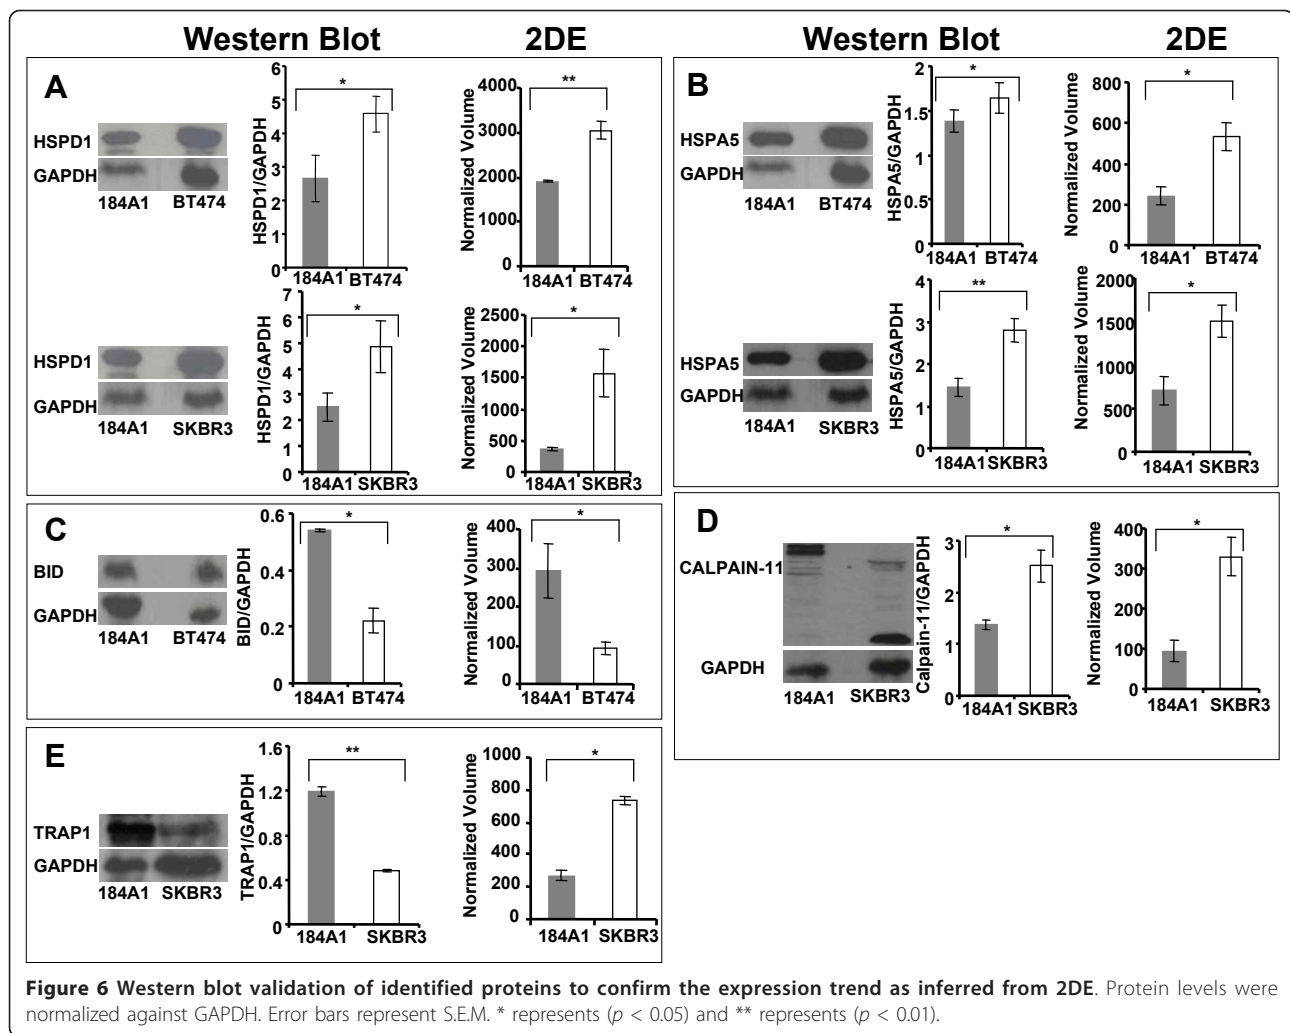 Western Blot 2DE Western Blot 2DE
A
HSPD1
GAPDH
184A1 BT474
HSPD1/GAPDH
6
5
4
3
2
1
0
*
184A1 BT474
Normalized Volume
4000
3000
2000
1000
0
**
184A1 BT474
HSPD1
GAPDH
184A1 SKBR3
HSPD1/GAPDH
7
6
5
4
3
2
1
0
*
184A1 SKBR3
Normalized Volume
2500
2000
1500
1000
500
0
*
184A1 SKBR3
B
HSPA5
GAPDH
184A1 BT474
HSPA5/GAPDH
2
1.5
1
0.5
0
*
184A1 BT474
Normalized Volume
800
600
400
200
0
*
184A1 BT474
HSPA5
GAPDH
184A1 SKBR3
HSPA5/GAPDH
4
3
2
1
0
**
184A1 SKBR3
Normalized Volume
2000
1500
1000
500
0
*
184A1 SKBR3
C
BID
GAPDH
184A1 BT474
BID/GAPDH
0.6
0.4
0.2
0
*
184A1 BT474
Normalized Volume
400
300
200
100
0
*
184A1 BT474
D
CALPAIN-11
GAPDH
184A1 SKBR3
Calpain-11/GAPDH
3
2
1
0
*
184A1 SKBR3
Normalized Volume
400
300
200
100
0
*
184A1 SKBR3
E
TRAP1
GAPDH
184A1 SKBR3
TRAP1/GAPDH
1.6
1.2
0.8
0.4
0
**
184A1 SKBR3
Normalized Volume
1000
800
600
400
200
0
*
184A1 SKBR3
Figure 6 Western blot validation of identified proteins to confirm the expression trend as inferred from 2DE. Protein levels were
normalized against GAPDH. Error bars represent S.E.M. * represents (p < 0.05) and ** represents (p < 0.01).